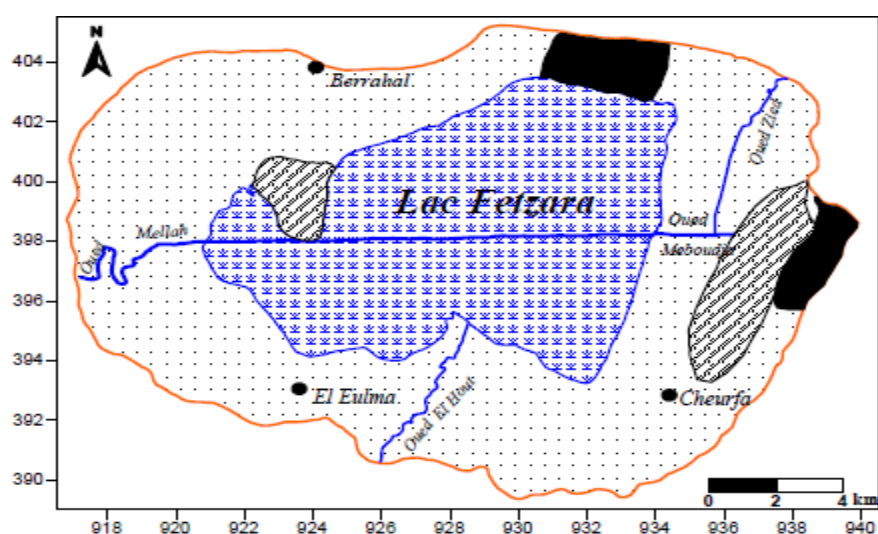 N
404
402
400
398
396
394
392
390
Berrahal
Oued Zied
Lac Fetzara
Oued
Meboudja
Oued
Mellah
El Eulma
Oued El Hout
Cheurfa
0 2 4 km
918 920 922 924 926 928 930 932 934 936 938 940